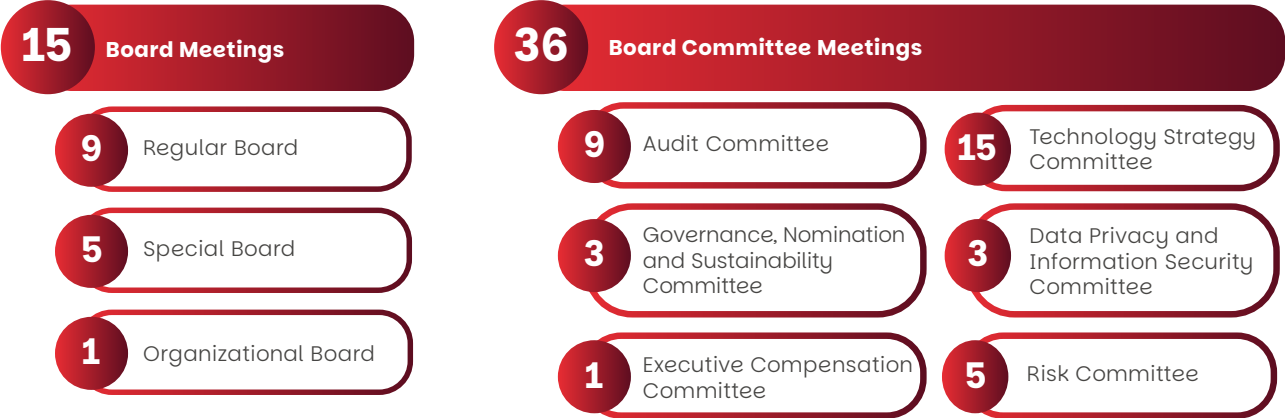 15
Board Meetings
9
Regular Board
5
Special Board
1
Organizational Board
36
Board Committee Meetings
9
Audit Committee
3
Governance, Nomination
and Sustainability
Committee
1
Executive Compensation
Committee
15
Technology Strategy
Committee
3
Data Privacy and
Information Security
Committee
5
Risk Committee